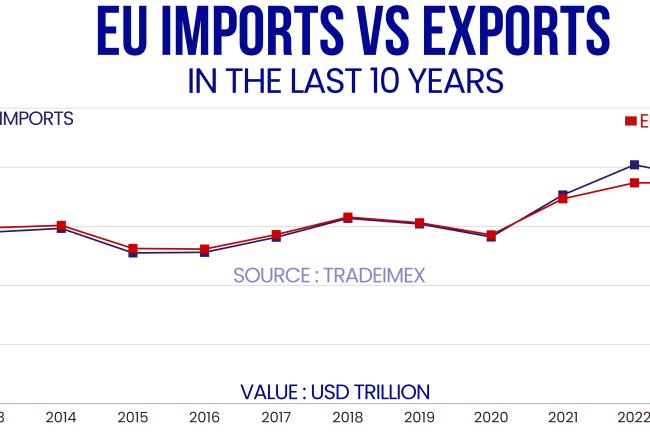 EU IMPORTS VS EXPORTS
IN THE LAST 10 YEARS
IMPORTS
SOURCE : TRADEIMEX
VALUE : USD TRILLION
2014 2015 2016 2017 2018 2019 2020 2021 2022